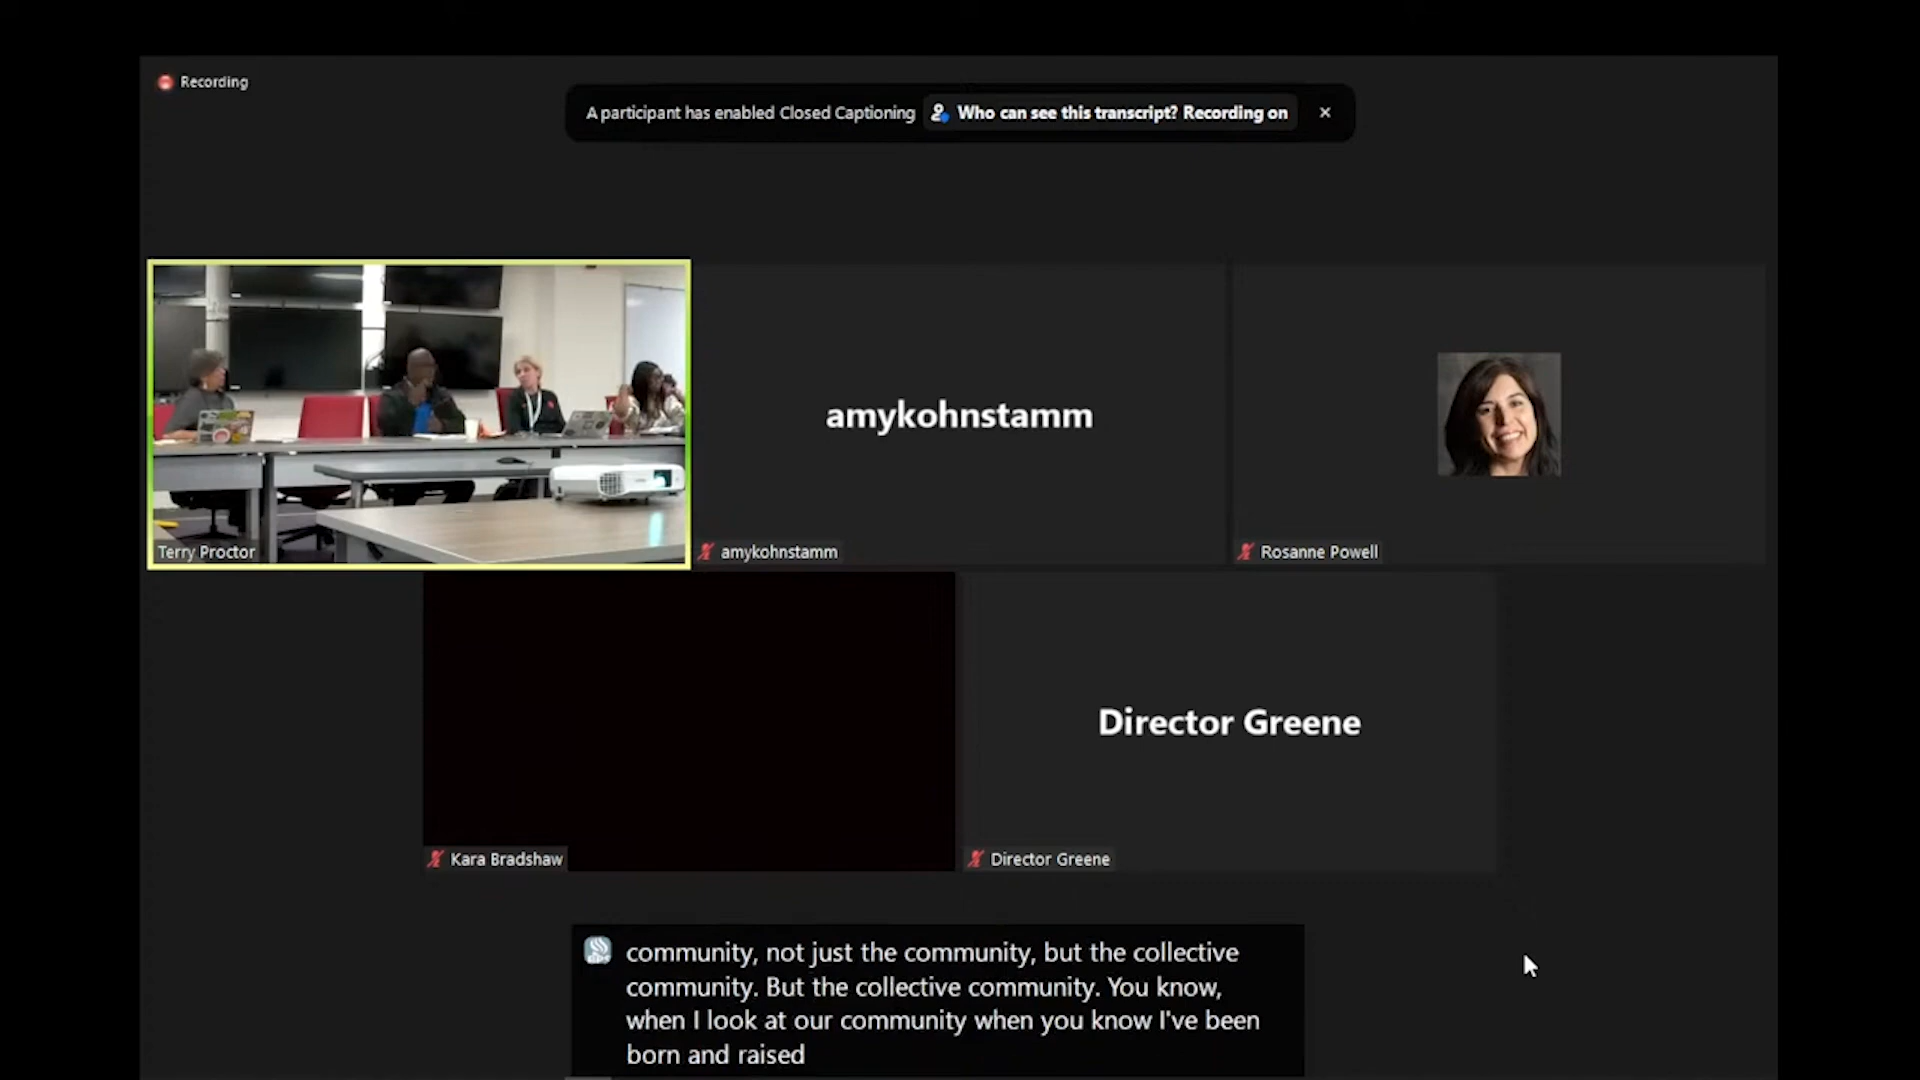 Recording
A participant has enabled Closed Captioning Who can see this transcript? Recording on
Terry Proctor
amykohnstamm
amykohnstamm
Rosanne Powell
Kara Bradshaw
Director Greene
Director Greene
community, not just the community, but the collective
community. But the collective community. You know,
when I look at our community when you know I've been
born and raised